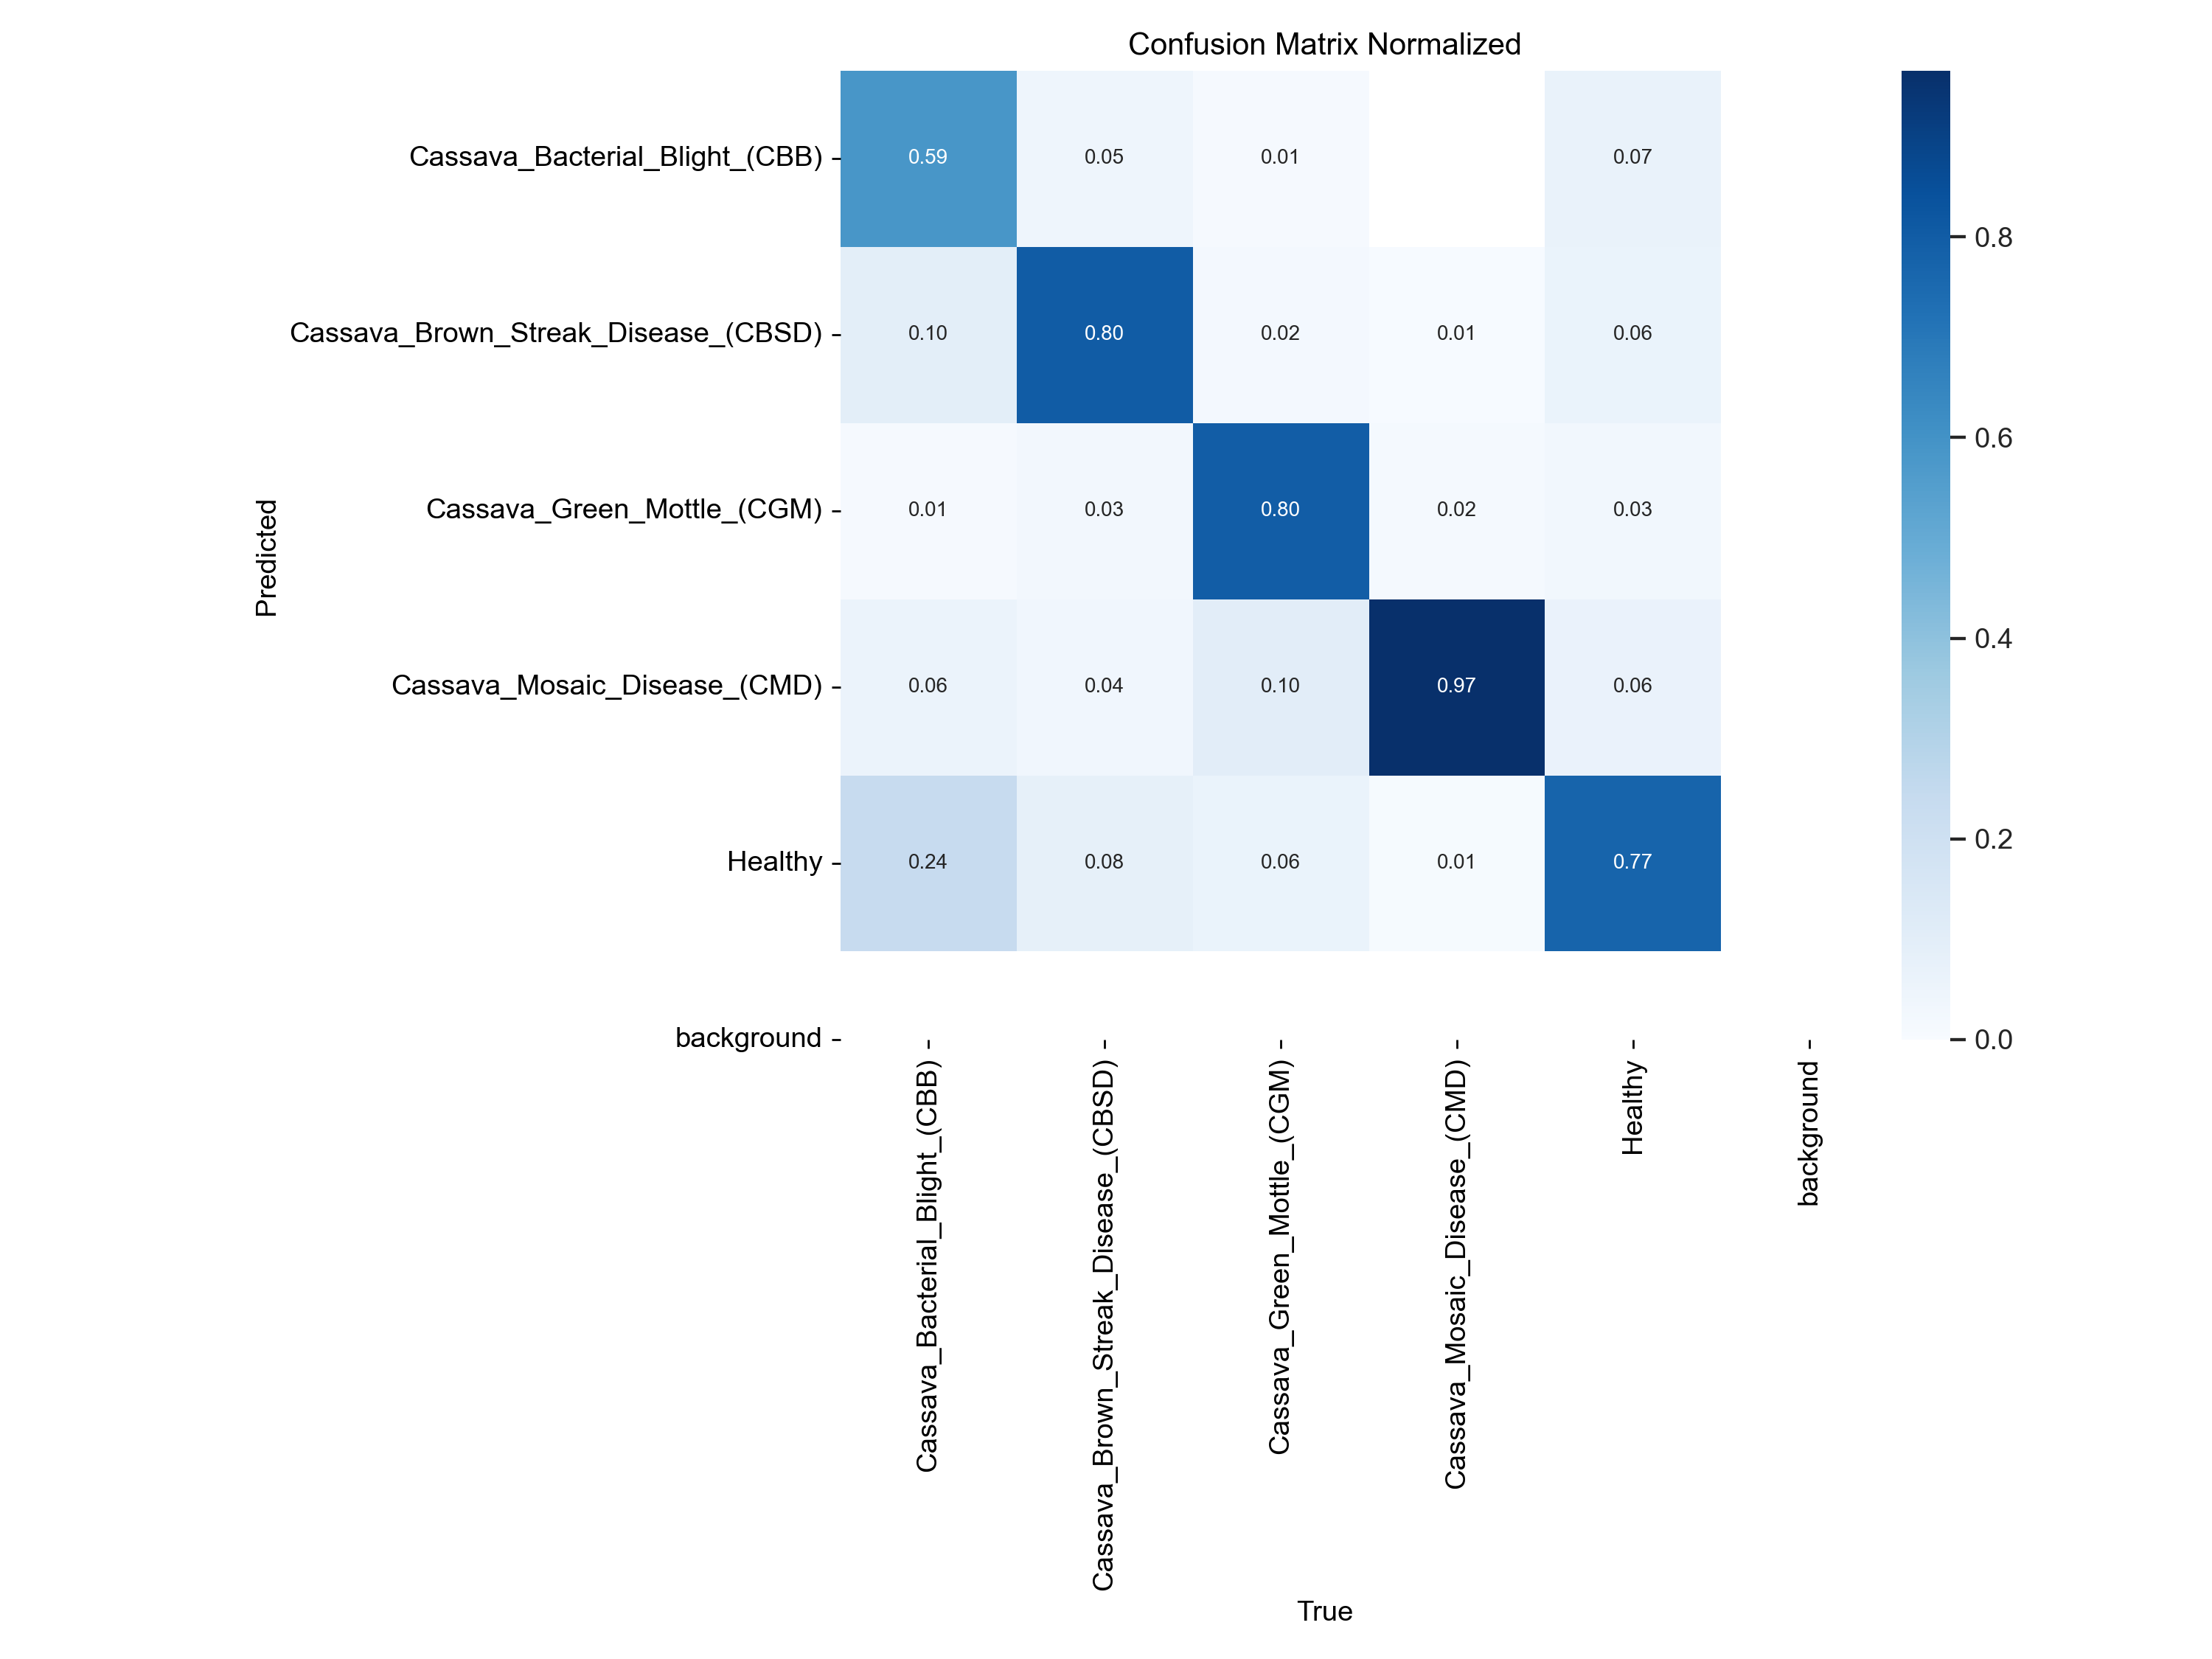 Confusion Matrix Normalized
Predicted
Cassava_Bacterial_Blight_(CBB) 0.59 0.05 0.01 0.07
Cassava_Brown_Streak_Disease_(CBSD) 0.10 0.80 0.02 0.01 0.06
Cassava_Green_Mottle_(CGM) 0.01 0.03 0.80 0.02 0.03
Cassava_Mosaic_Disease_(CMD) 0.06 0.04 0.10 0.97 0.06
Healthy 0.24 0.08 0.06 0.01 0.77
background
Cassava_Bacterial_Blight_(CBB)
Cassava_Brown_Streak_Disease_(CBSD)
Cassava_Green_Mottle_(CGM)
Cassava_Mosaic_Disease_(CMD)
Healthy
background
True
0.8
0.6
0.4
0.2
0.0